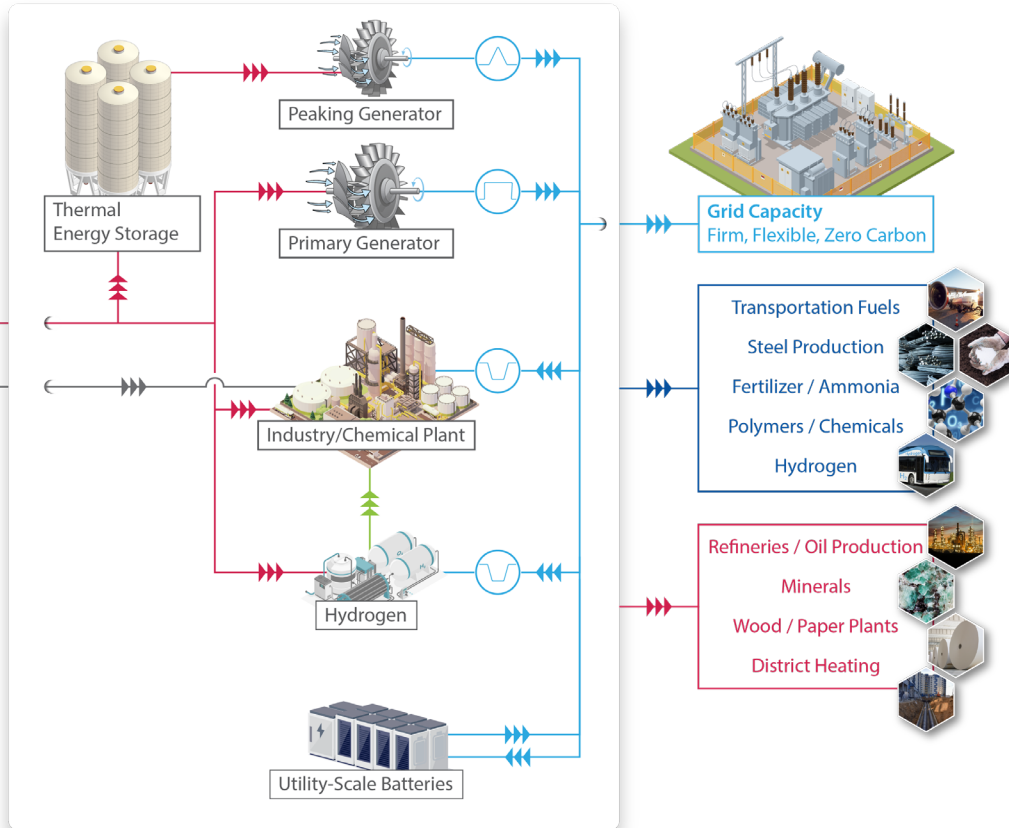 Peaking Generator
Thermal
Energy Storage
Primary Generator
Grid Capacity
Firm, Flexible, Zero Carbon
Transportation Fuels
Steel Production
Fertilizer / Ammonia
Polymers / Chemicals
Hydrogen
Industry/Chemical Plant
Refineries / Oil Production
Minerals
Wood / Paper Plants
District Heating
Hydrogen
Utility-Scale Batteries